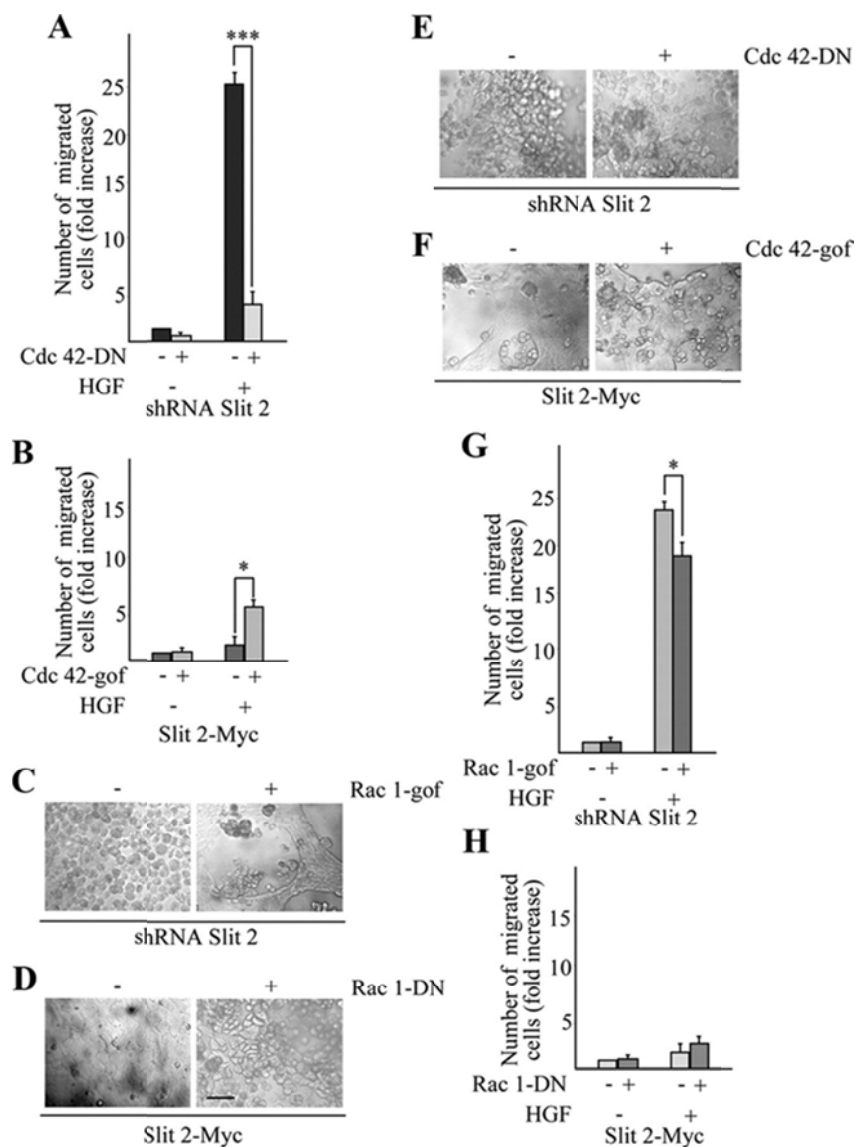 A
Number of migrated
cells (fold increase)
25
20
15
10
5
***
Cdc 42-DN - + - +
HGF - +
shRNA Slit 2
B
Number of migrated
cells (fold increase)
15
10
5
*
Cdc 42-gof - + - +
HGF - +
Slit 2-Myc
C
- + Rac 1-gof
shRNA Slit 2
D
- + Rac 1-DN
Slit 2-Myc
E
- + Cdc 42-DN
shRNA Slit 2
F
- + Cdc 42-gof
Slit 2-Myc
G
Number of migrated
cells (fold increase)
25
20
15
10
5
*
Rac 1-gof - + - +
HGF - +
shRNA Slit 2
H
Number of migrated
cells (fold increase)
15
10
5
Rac 1-DN - + - +
HGF - +
Slit 2-Myc